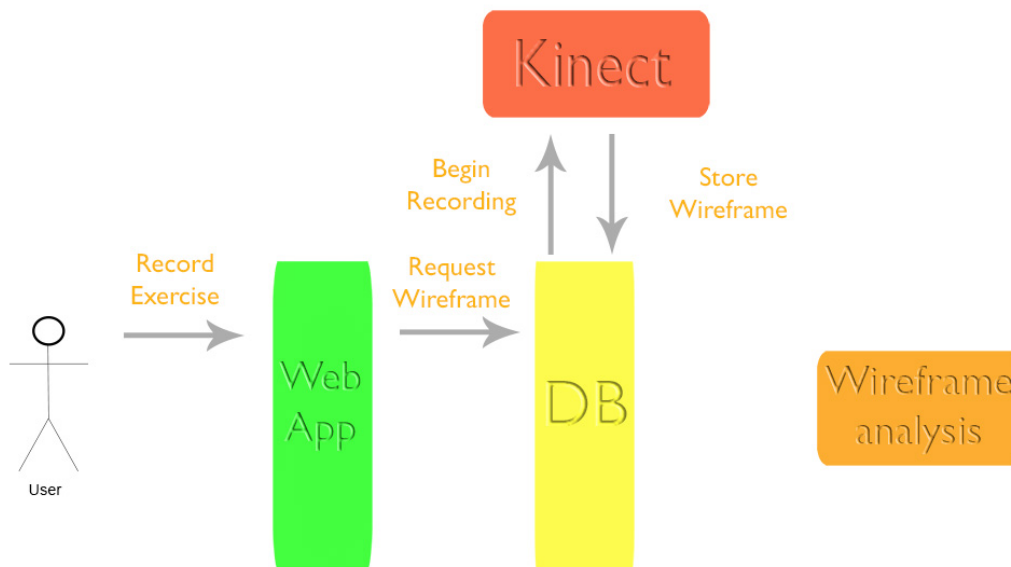 Kinect
Begin
Recording
Store
Wireframe
Record
Exercise
Request
Wireframe
User
Web
App
DB
Wireframe
analysis